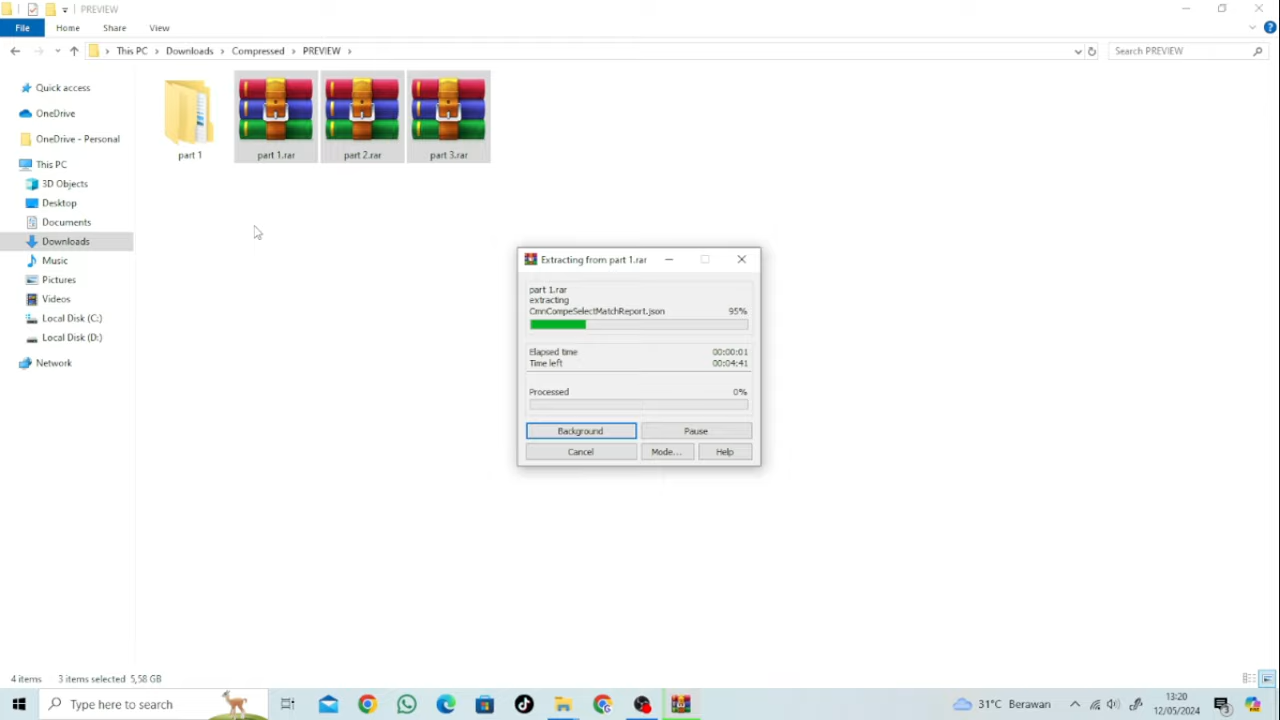 PREVIEW
File Home Share View
This PC Downloads Compressed PREVIEW
Search PREVIEW
Quick access
OneDrive
OneDrive - Personal
This PC
3D Objects
Desktop
Documents
Downloads
Music
Pictures
Videos
Local Disk (C:)
Local Disk (D:)
Network
part 1
part 1.rar
part 2.rar
part 3.rar
Extracting from part 1.rar
part 1.rar
extracting
CmnCompeSelectMatchReport.json 95%
Elapsed time 00:00:01
Time left 00:04:41
Processed 0%
Background Pause
Cancel Mode... Help
4 items 3 items selected 5,58 GB
Type here to search
31°C Berawan
13:20
12/05/2024